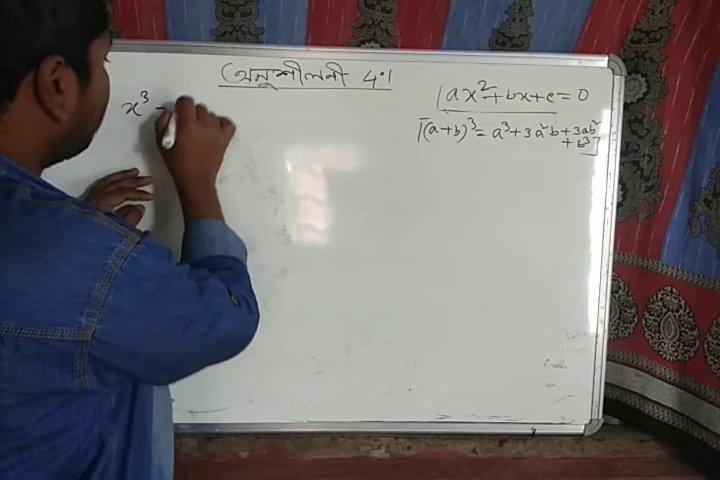 অনুশীলনী 4.1
ax²+bx+c = 0
[(a+b)³ = a³+3a²b+3ab²
+b³]
x³ -